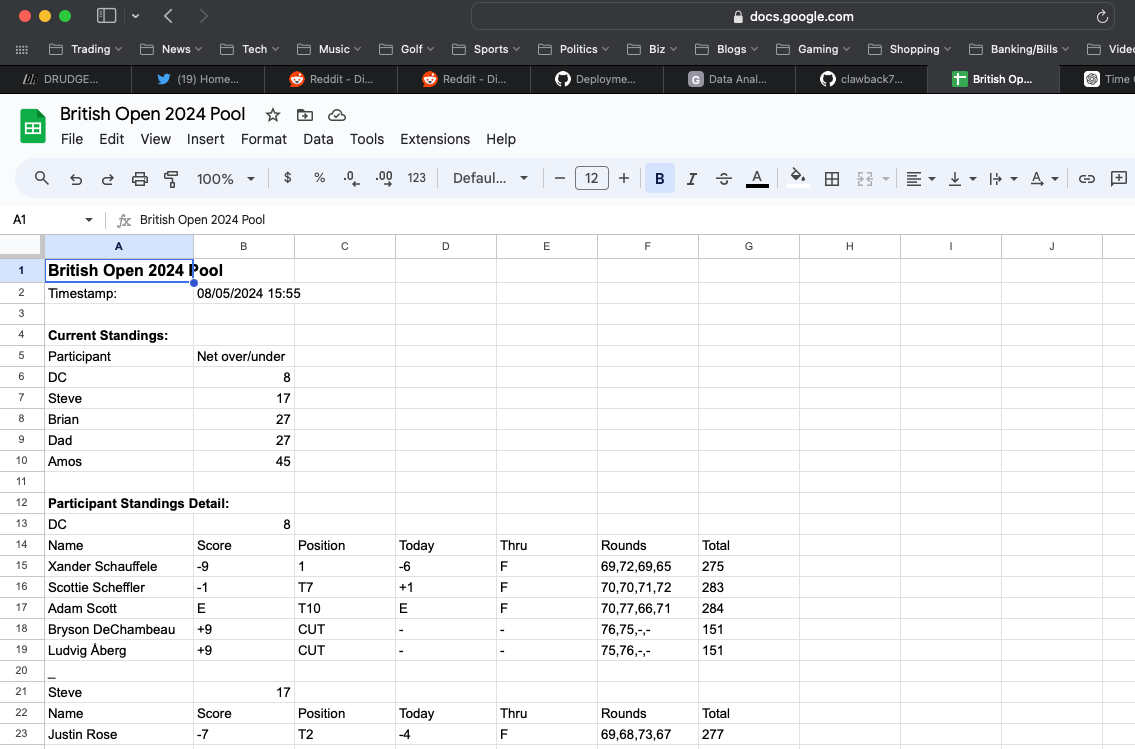 docs.google.com
Trading News Tech Music Golf Sports Politics Biz Blogs Gaming Shopping Banking/Bills
DRUDGE... (19) Home... Reddit - Di... Reddit - Di... Deployme... Data Anal... clawback7... British Op... Time
British Open 2024 Pool
File Edit View Insert Format Data Tools Extensions Help
100% $ % .0 .00 123 Defaul... − 12 + B I S A A
A1 fx British Open 2024 Pool
A B C D E F G H I J
1 British Open 2024 Pool
2 Timestamp: 08/05/2024 15:55
3
4 Current Standings:
5 Participant Net over/under
6 DC 8
7 Steve 17
8 Brian 27
9 Dad 27
10 Amos 45
11
12 Participant Standings Detail:
13 DC 8
14 Name Score Position Today Thru Rounds Total
15 Xander Schauffele -9 1 -6 F 69,72,69,65 275
16 Scottie Scheffler -1 T7 +1 F 70,70,71,72 283
17 Adam Scott E T10 E F 70,77,66,71 284
18 Bryson DeChambeau +9 CUT - - 76,75,-,- 151
19 Ludvig Åberg +9 CUT - - 75,76,-,- 151
20 _
21 Steve 17
22 Name Score Position Today Thru Rounds Total
23 Justin Rose -7 T2 -4 F 69,68,73,67 277